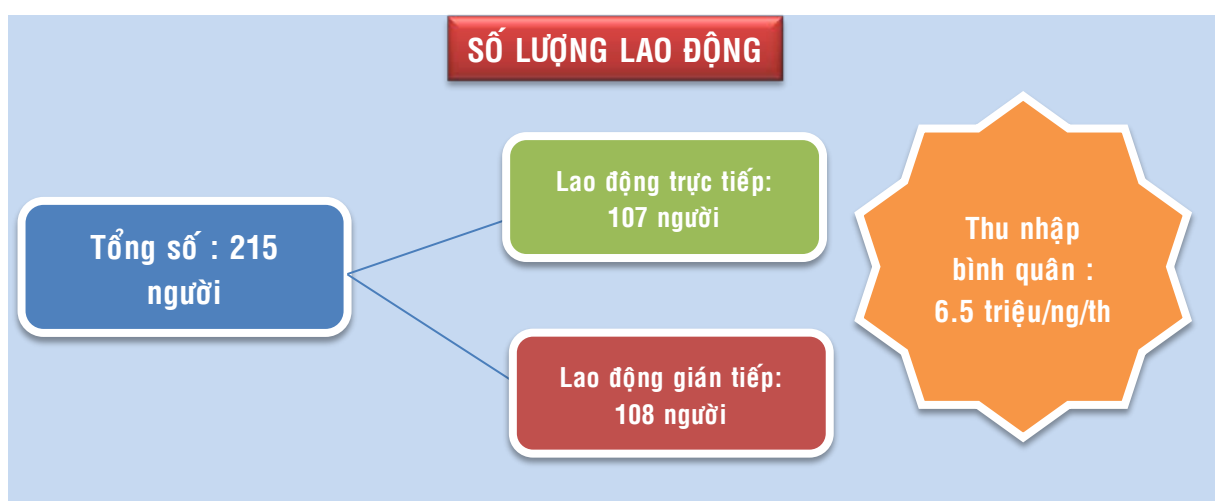 SỐ LƯỢNG LAO ĐỘNG
Tổng số : 215
người
Lao động trực tiếp:
107 người
Lao động gián tiếp:
108 người
Thu nhập
bình quân :
6.5 triệu/ng/th